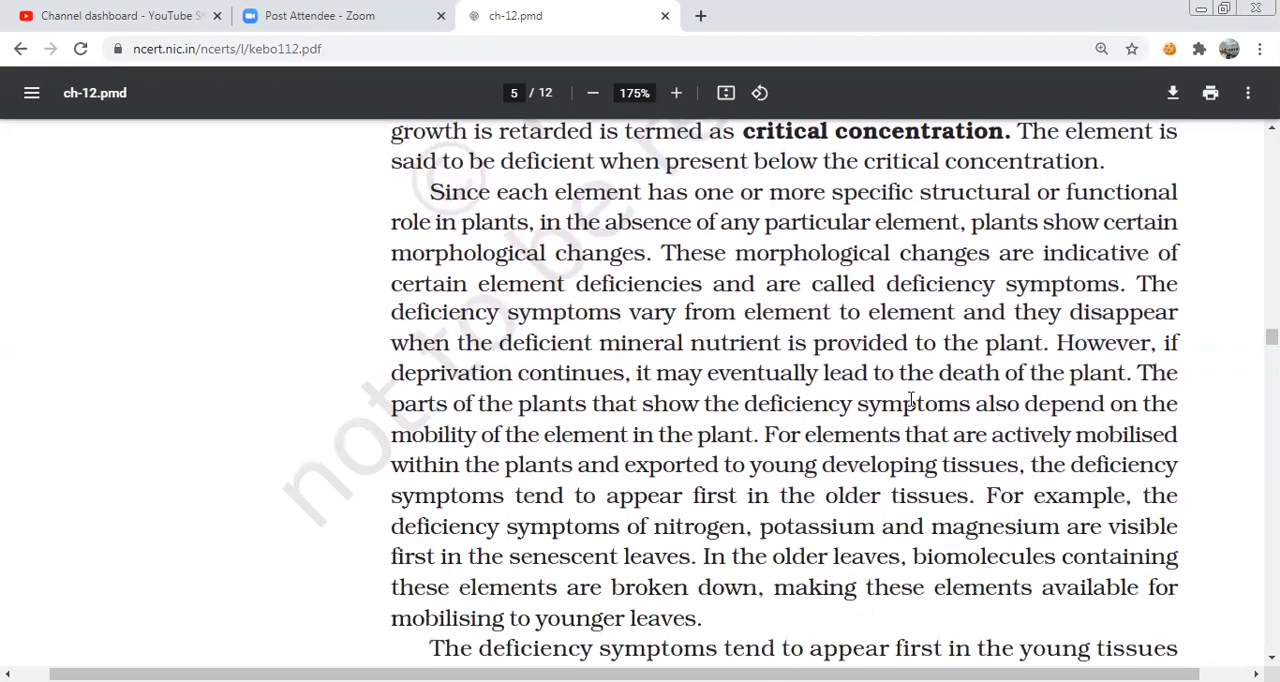 Channel dashboard - YouTube S
Post Attendee - Zoom
ch-12.pmd
ncert.nic.in/ncerts/l/kebo112.pdf
ch-12.pmd
5 / 12
175%
growth is retarded is termed as critical concentration. The element is
said to be deficient when present below the critical concentration.
Since each element has one or more specific structural or functional
role in plants, in the absence of any particular element, plants show certain
morphological changes. These morphological changes are indicative of
certain element deficiencies and are called deficiency symptoms. The
deficiency symptoms vary from element to element and they disappear
when the deficient mineral nutrient is provided to the plant. However, if
deprivation continues, it may eventually lead to the death of the plant. The
parts of the plants that show the deficiency symptoms also depend on the
mobility of the element in the plant. For elements that are actively mobilised
within the plants and exported to young developing tissues, the deficiency
symptoms tend to appear first in the older tissues. For example, the
deficiency symptoms of nitrogen, potassium and magnesium are visible
first in the senescent leaves. In the older leaves, biomolecules containing
these elements are broken down, making these elements available for
mobilising to younger leaves.
The deficiency symptoms tend to appear first in the young tissues
©
not to be